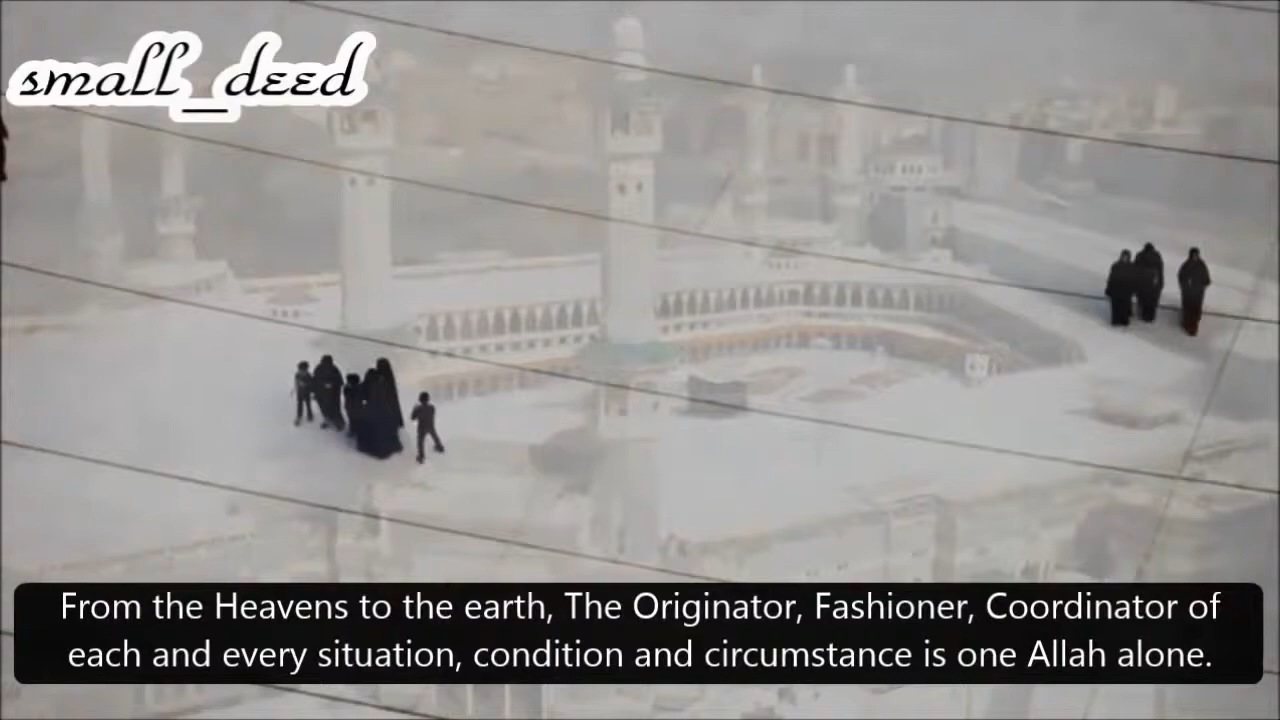 small_deed
From the Heavens to the earth, The Originator, Fashioner, Coordinator of
each and every situation, condition and circumstance is one Allah alone.